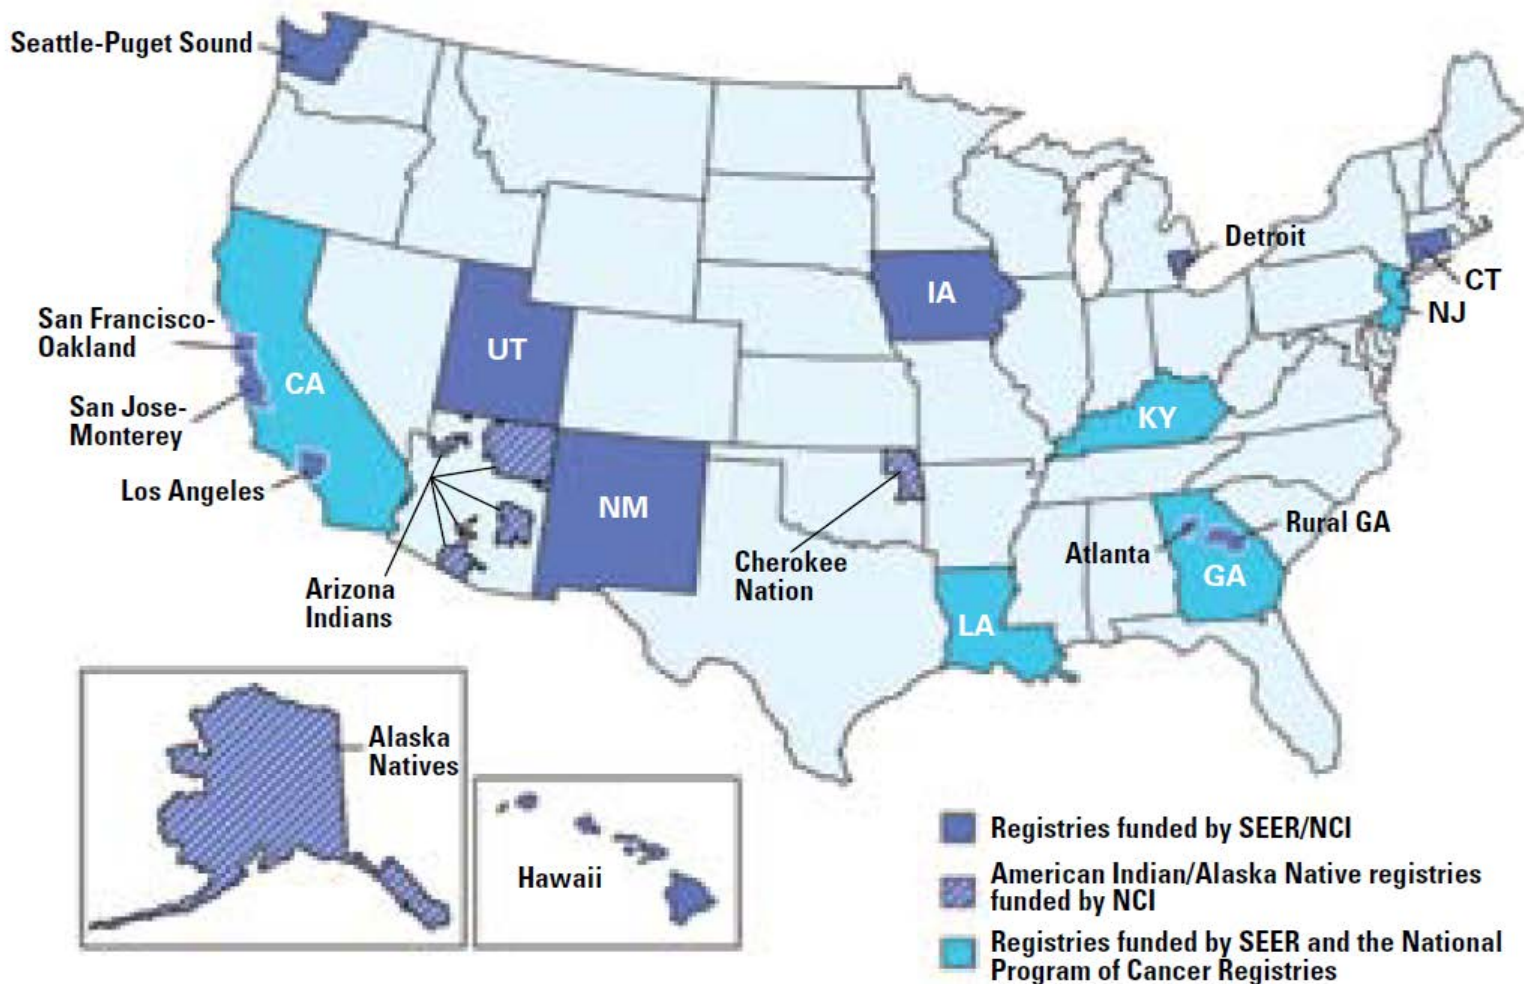 Seattle-Puget Sound
Detroit
IA
CT
NJ
San Francisco-
Oakland
UT
CA
San Jose-
Monterey
KY
Los Angeles
NM
Rural GA
Atlanta
Cherokee
Nation
GA
Arizona
Indians
LA
Alaska
Natives
Hawaii
Registries funded by SEER/NCI
American Indian/Alaska Native registries
funded by NCI
Registries funded by SEER and the National
Program of Cancer Registries